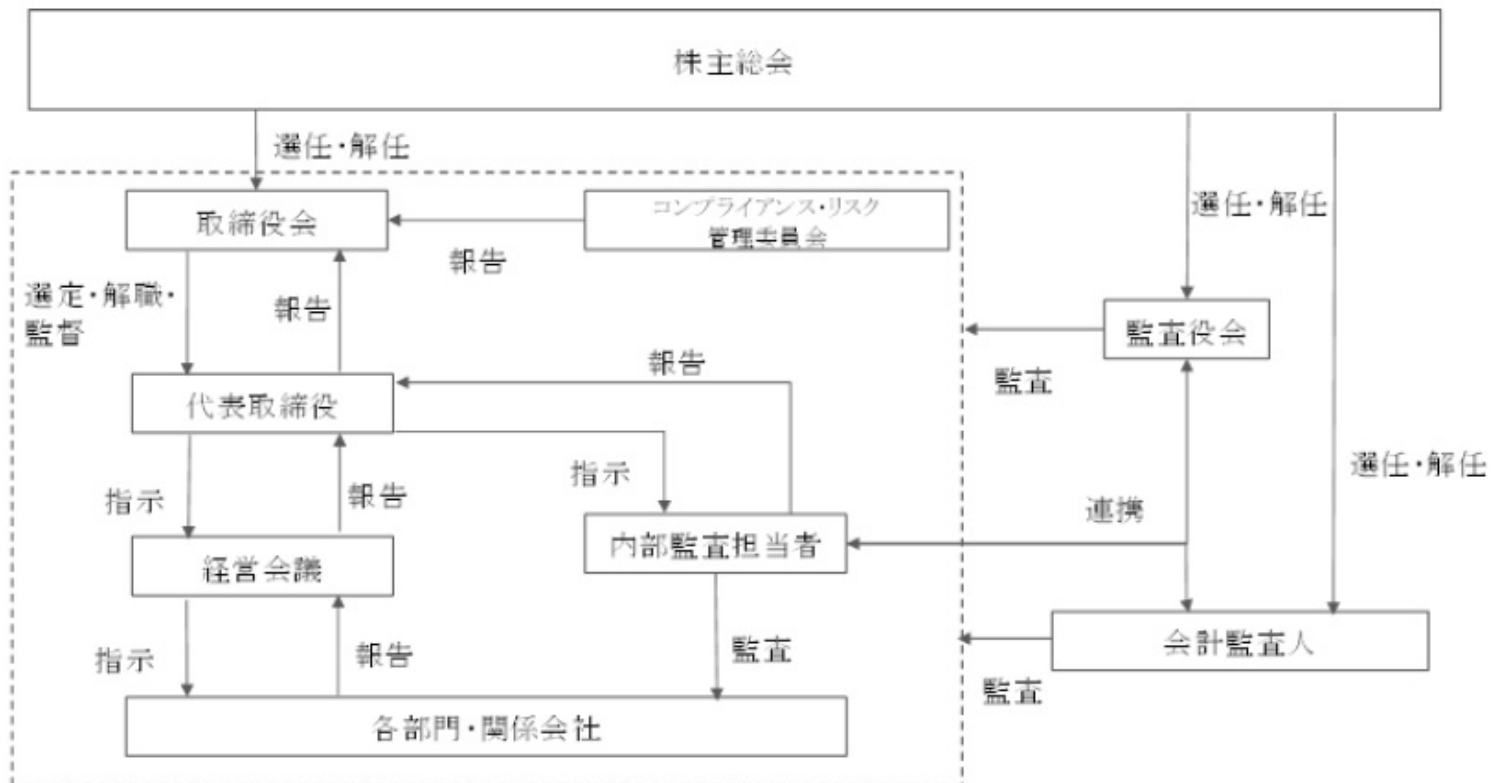 株主総会
選任・解任
取締役会
コンプライアンス・リスク
管理委員会
報告
選任・解任
選定・解職・
監督
報告
監査役会
監査
報告
代表取締役
指示
報告
指示
選任・解任
連携
経営会議
内部監査担当者
指示
報告
監査
会計監査人
監査
各部門・関係会社